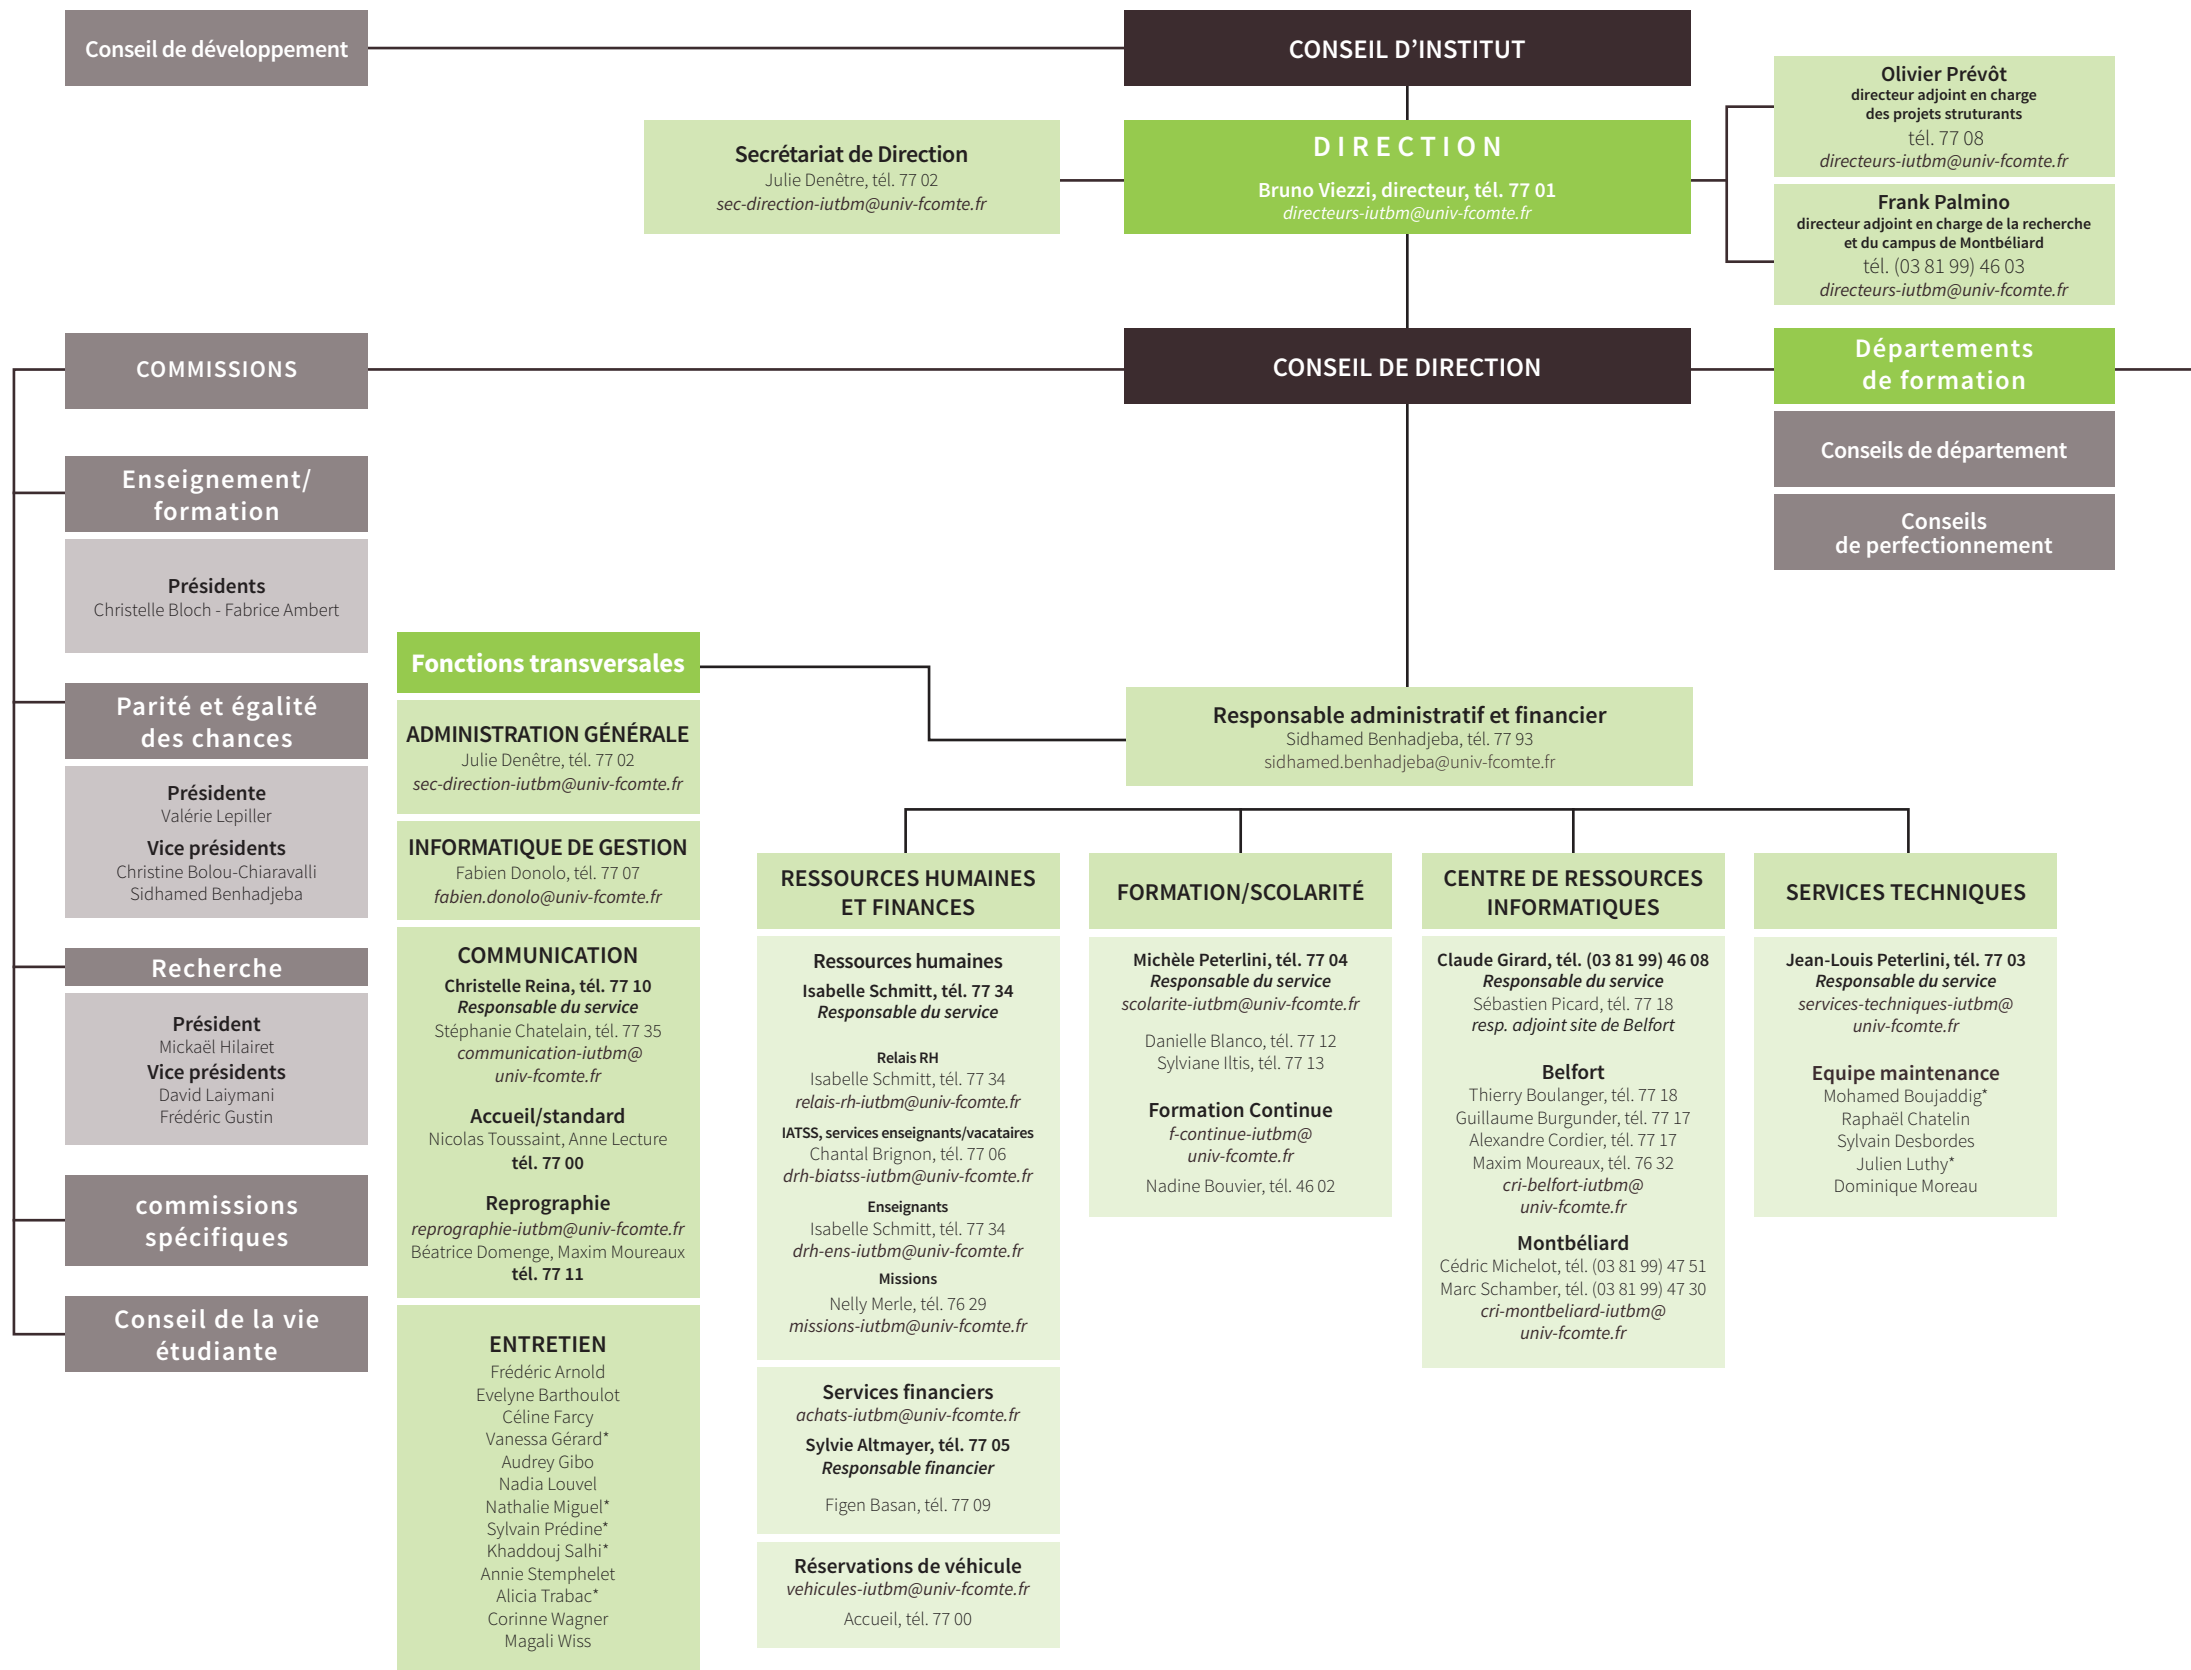 Conseil de développement
CONSEIL D’INSTITUT
Olivier Prévôt
directeur adjoint en charge
des projets struturants
tél. 77 08
directeurs-iutbm@univ-fcomte.fr
Secrétariat de Direction
Julie Denêtre, tél. 77 02
sec-direction-iutbm@univ-fcomte.fr
DIRECTION
Bruno Viezzi, directeur, tél. 77 01
directeurs-iutbm@univ-fcomte.fr
Frank Palmino
directeur adjoint en charge de la recherche
et du campus de Montbéliard
tél. (03 81 99) 46 03
directeurs-iutbm@univ-fcomte.fr
COMMISSIONS
CONSEIL DE DIRECTION
Départements
de formation
Conseils de département
Conseils
de perfectionnement
Enseignement/
formation
Présidents
Christelle Bloch - Fabrice Ambert
Parité et égalité
des chances
Présidente
Valérie Lepiller
Vice présidents
Christine Bolou-Chiaravalli
Sidhamed Benhadjeba
Recherche
Président
Mickaël Hilairet
Vice présidents
David Laiymani
Frédéric Gustin
commissions
spécifiques
Conseil de la vie
étudiante
Fonctions transversales
ADMINISTRATION GÉNÉRALE
Julie Denêtre, tél. 77 02
sec-direction-iutbm@univ-fcomte.fr
INFORMATIQUE DE GESTION
Fabien Donolo, tél. 77 07
fabien.donolo@univ-fcomte.fr
COMMUNICATION
Christelle Reina, tél. 77 10
Responsable du service
Stéphanie Chatelain, tél. 77 35
communication-iutbm@
univ-fcomte.fr
Accueil/standard
Nicolas Toussaint, Anne Lecture
tél. 77 00
Reprographie
reprographie-iutbm@univ-fcomte.fr
Béatrice Domenge, Maxim Moureaux
tél. 77 11
ENTRETIEN
Frédéric Arnold
Evelyne Barthoulot
Céline Farcy
Vanessa Gérard*
Audrey Gibo
Nadia Louvel
Nathalie Miguel*
Sylvain Prédine*
Khaddouj Salhi*
Annie Stemphelet
Alicia Trabac*
Corinne Wagner
Magali Wiss
Responsable administratif et financier
Sidhamed Benhadjeba, tél. 77 93
sidhamed.benhadjeba@univ-fcomte.fr
RESSOURCES HUMAINES
ET FINANCES
Ressources humaines
Isabelle Schmitt, tél. 77 34
Responsable du service
Relais RH
Isabelle Schmitt, tél. 77 34
relais-rh-iutbm@univ-fcomte.fr
IATSS, services enseignants/vacataires
Chantal Brignon, tél. 77 06
drh-biatss-iutbm@univ-fcomte.fr
Enseignants
Isabelle Schmitt, tél. 77 34
drh-ens-iutbm@univ-fcomte.fr
Missions
Nelly Merle, tél. 76 29
missions-iutbm@univ-fcomte.fr
Services financiers
achats-iutbm@univ-fcomte.fr
Sylvie Altmayer, tél. 77 05
Responsable financier
Figen Basan, tél. 77 09
Réservations de véhicule
vehicules-iutbm@univ-fcomte.fr
Accueil, tél. 77 00
FORMATION/SCOLARITÉ
Michèle Peterlini, tél. 77 04
Responsable du service
scolarite-iutbm@univ-fcomte.fr
Danielle Blanco, tél. 77 12
Sylviane Iltis, tél. 77 13
Formation Continue
f-continue-iutbm@
univ-fcomte.fr
Nadine Bouvier, tél. 46 02
CENTRE DE RESSOURCES
INFORMATIQUES
Claude Girard, tél. (03 81 99) 46 08
Responsable du service
Sébastien Picard, tél. 77 18
resp. adjoint site de Belfort
Belfort
Thierry Boulanger, tél. 77 18
Guillaume Burgunder, tél. 77 17
Alexandre Cordier, tél. 77 17
Maxim Moureaux, tél. 76 32
cri-belfort-iutbm@
univ-fcomte.fr
Montbéliard
Cédric Michelot, tél. (03 81 99) 47 51
Marc Schamber, tél. (03 81 99) 47 30
cri-montbeliard-iutbm@
univ-fcomte.fr
SERVICES TECHNIQUES
Jean-Louis Peterlini, tél. 77 03
Responsable du service
services-techniques-iutbm@
univ-fcomte.fr
Equipe maintenance
Mohamed Boujaddig*
Raphaël Chatelin
Sylvain Desbordes
Julien Luthy*
Dominique Moreau